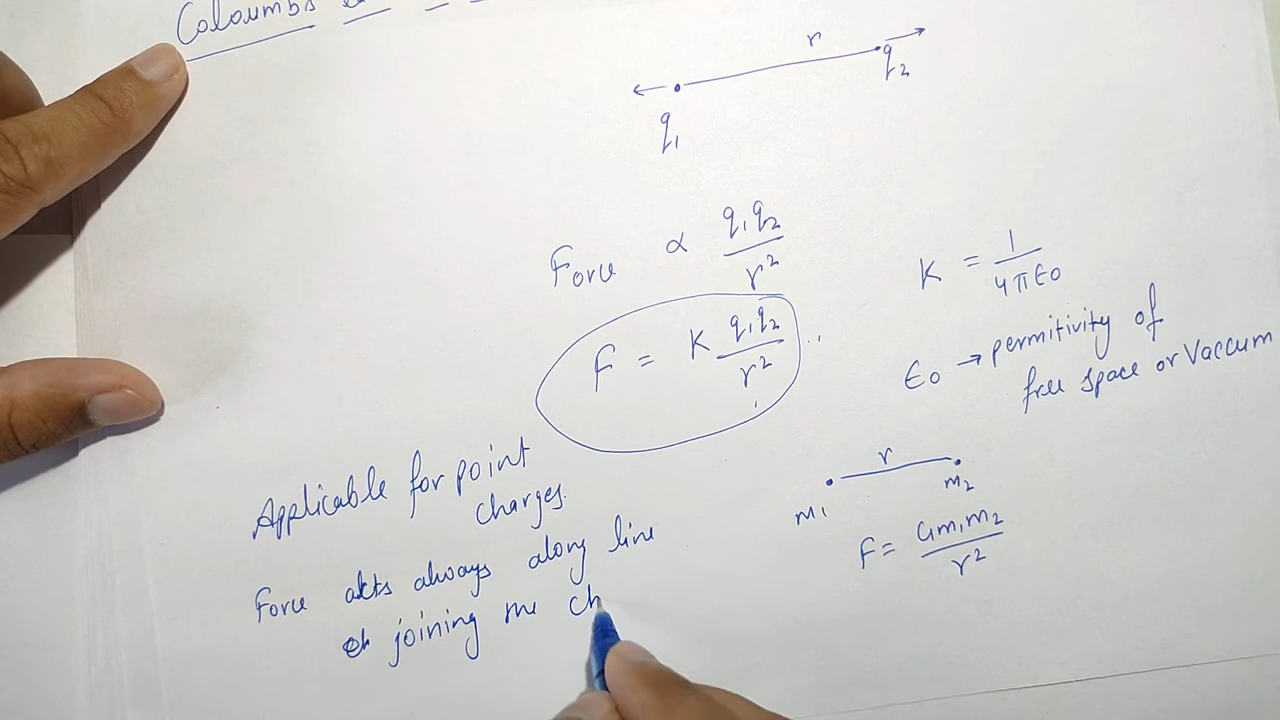 Coloumbs
r
q₁ q₂
Force ∝ q₁q₂/r²
F = K q₁q₂/r²
K = 1/4πϵ0
ϵ0 → permitivity of
free space or Vaccum
Applicable for point
charges.
Force acts always along line
joining the Ch
r
m₁ m₂
F = Gm₁m₂/r²